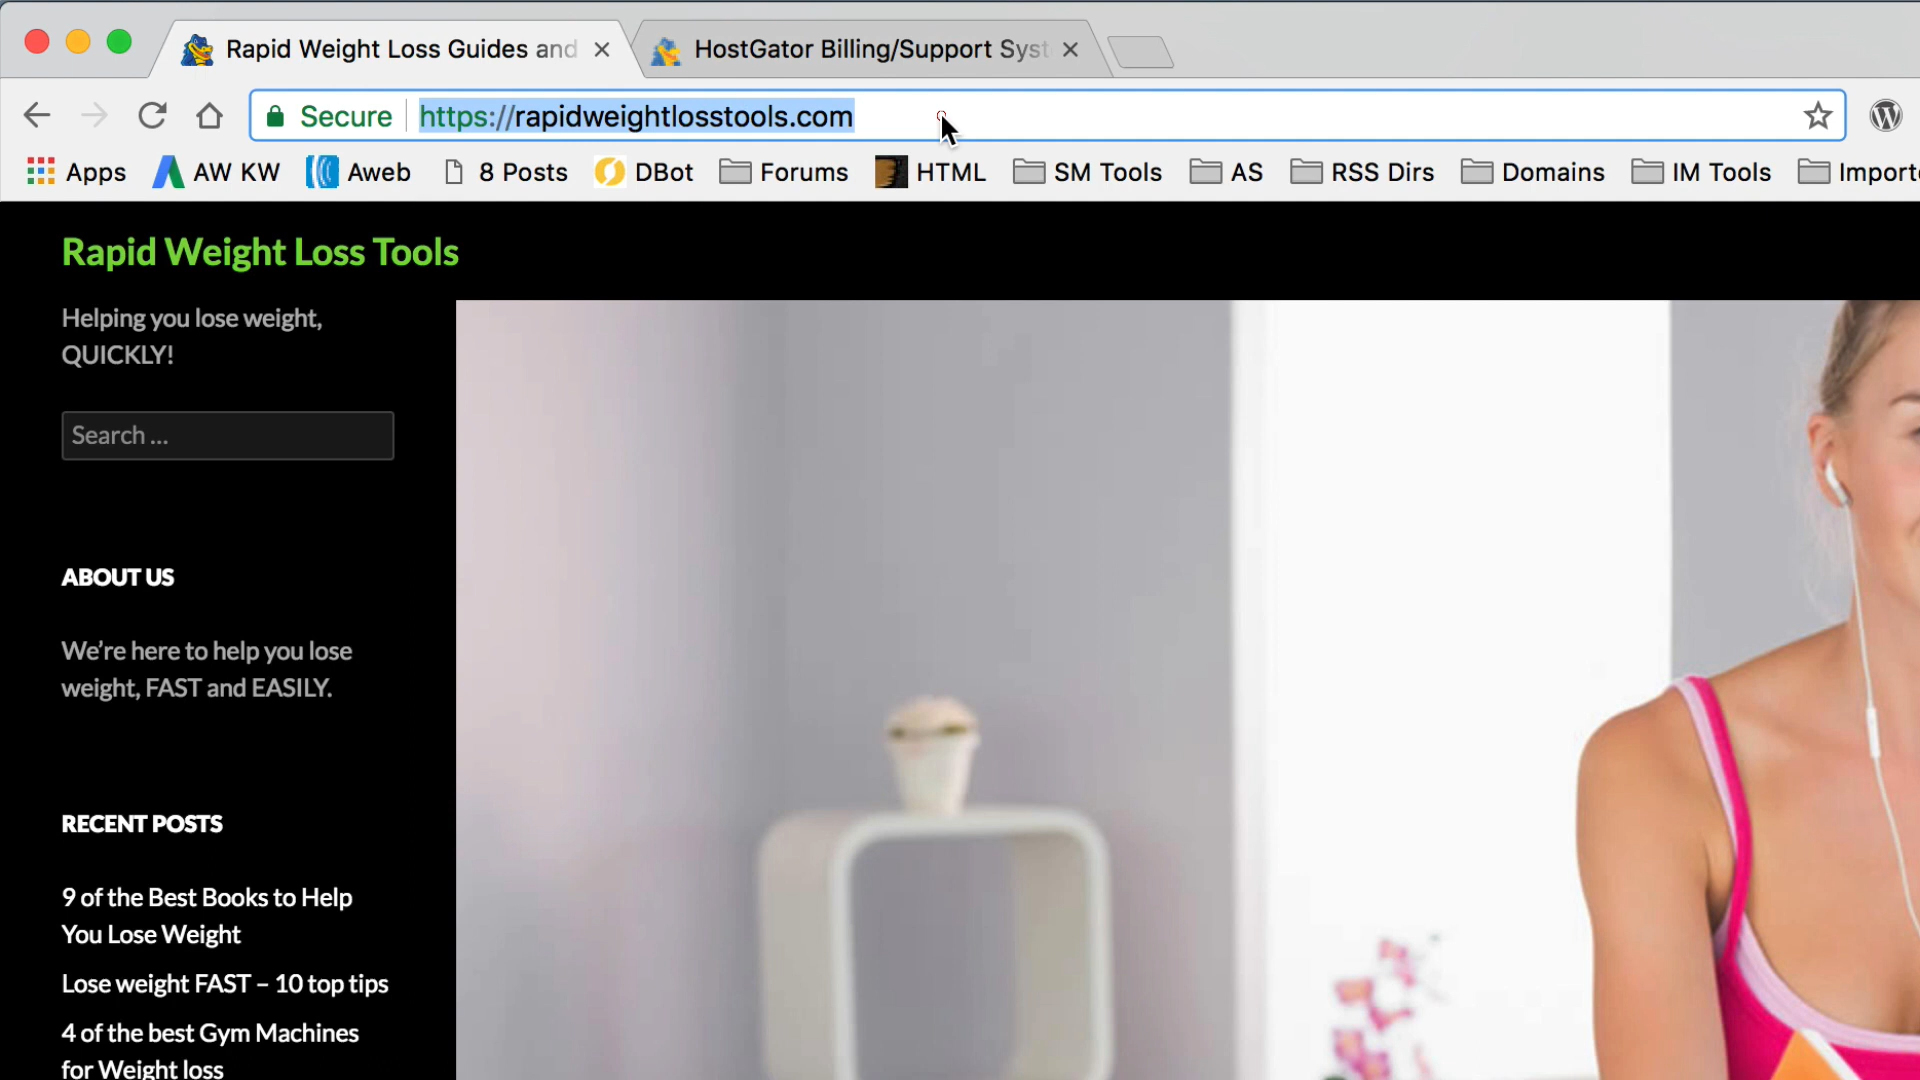 Rapid Weight Loss Guides and
HostGator Billing/Support Syst
Secure https://rapidweightlosstools.com
Apps AW KW Aweb 8 Posts DBot Forums HTML SM Tools AS RSS Dirs Domains IM Tools Importe
Rapid Weight Loss Tools
Helping you lose weight,
QUICKLY!
Search ...
ABOUT US
We're here to help you lose
weight, FAST and EASILY.
RECENT POSTS
9 of the Best Books to Help
You Lose Weight
Lose weight FAST – 10 top tips
4 of the best Gym Machines
for Weight loss